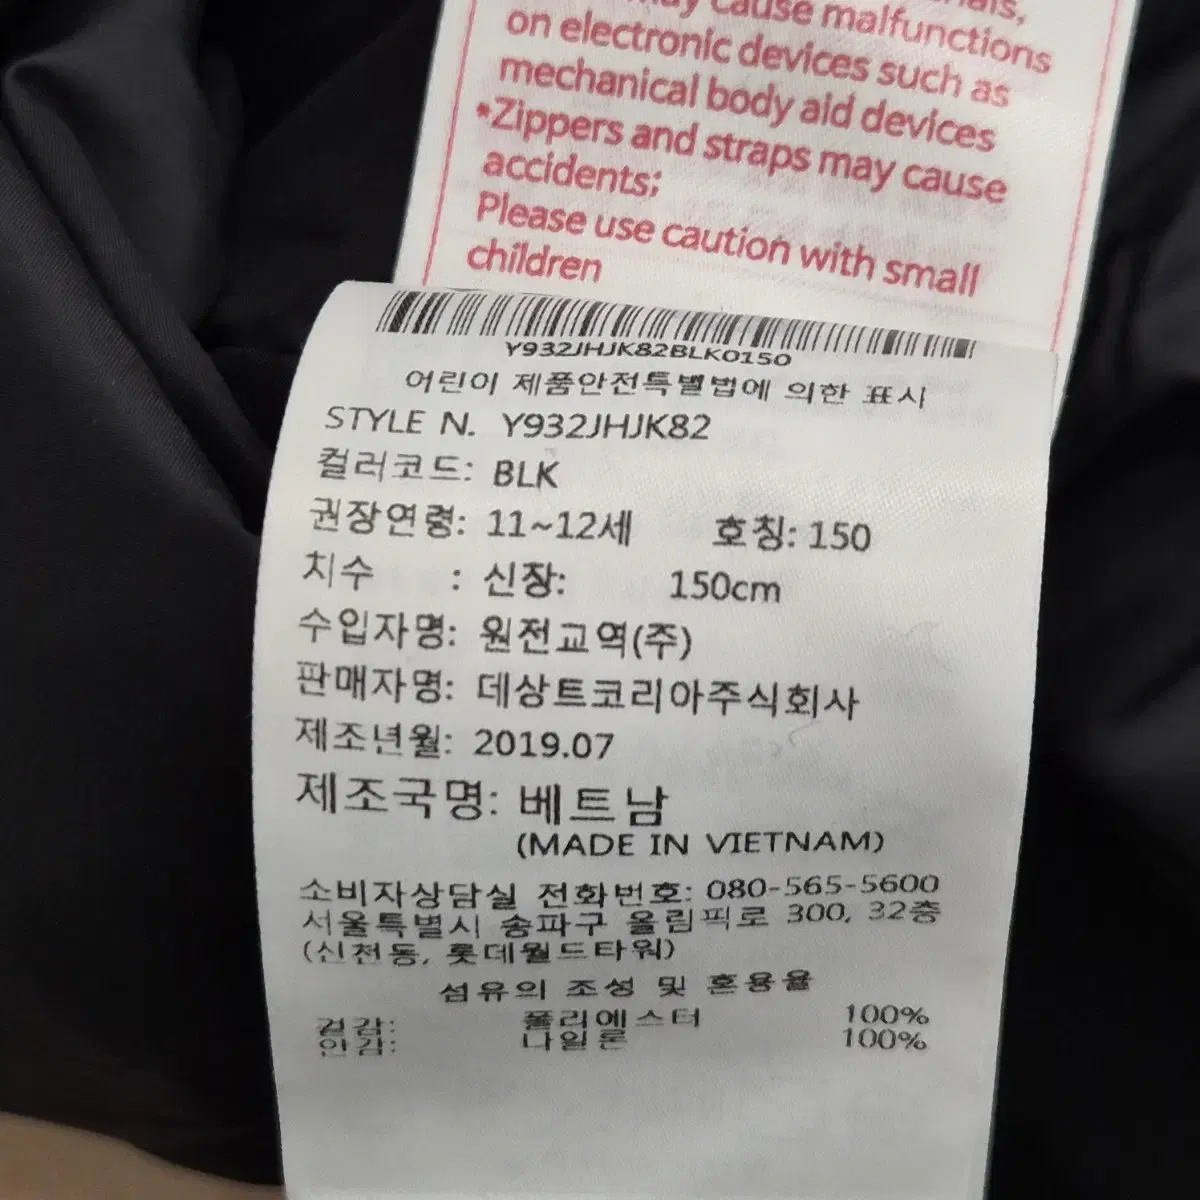 may cause malfunctions
on electronic devices such as
mechanical body aid devices
*Zippers and straps may cause
accidents;
Please use caution with small
children
Y932JHJK82BLK0150
어린이 제품안전특별법에 의한 표시
STYLE N. Y932JHJK82
컬러코드: BLK
권장연령: 11~12세 호칭: 150
치수 : 신장: 150cm
수입자명: 원전교역(주)
판매자명: 데상트코리아주식회사
제조년월: 2019.07
제조국명: 베트남
(MADE IN VIETNAM)
소비자상담실 전화번호: 080-565-5600
서울특별시 송파구 올림픽로 300, 32층
(신천동, 롯데월드타워)
섬유의 조성 및 혼용율
겉감: 폴리에스터 100%
안감: 나일론 100%